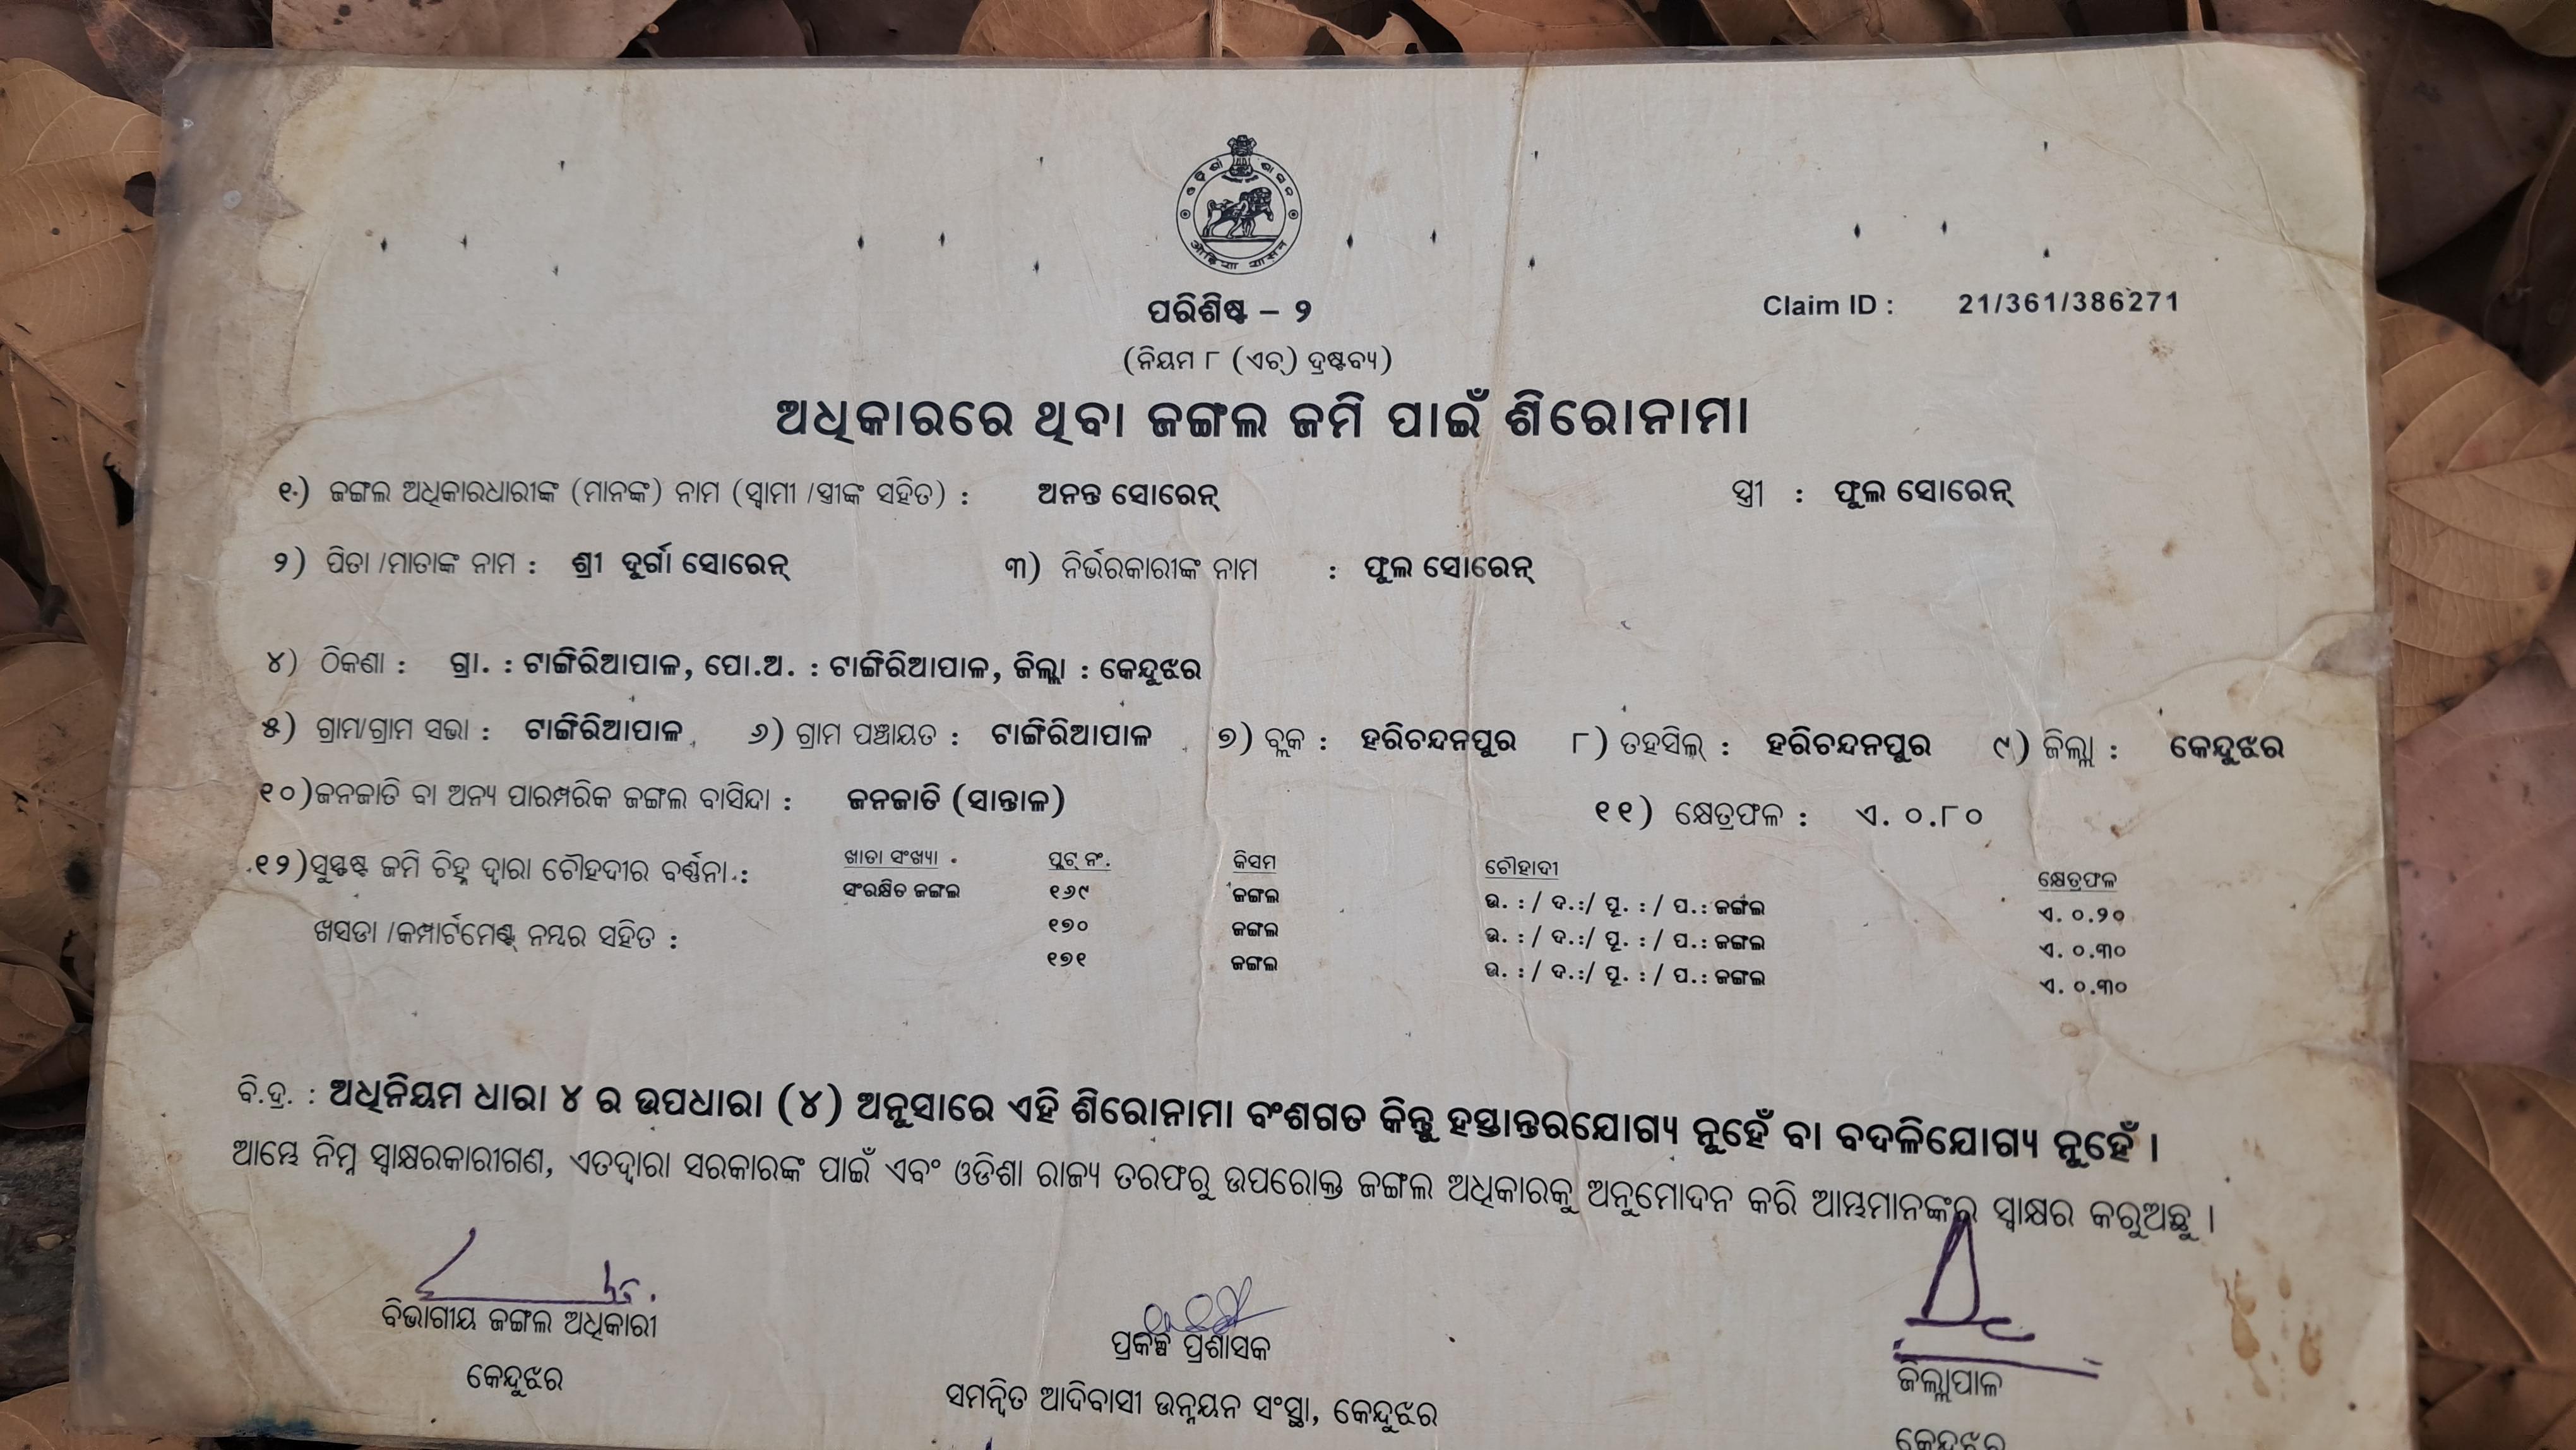 ଓଡ଼ିଶା ଶାସନ
ओडिशा शासन
ପରିଶିଷ୍ଟ – ୨
Claim ID : 21/361/386271
(ନିୟମ ୮ (ଏଚ୍) ଦ୍ରଷ୍ଟବ୍ୟ)
ଅଧିକାରରେ ଥିବା ଜଙ୍ଗଲ ଜମି ପାଇଁ ଶିରୋନାମା
୧) ଜଙ୍ଗଲ ଅଧିକାରଧାରୀଙ୍କ (ମାନଙ୍କ) ନାମ (ସ୍ୱାମୀ /ସ୍ତ୍ରୀଙ୍କ ସହିତ) : ଅନନ୍ତ ସୋରେନ୍ ସ୍ତ୍ରୀ : ଫୁଲ ସୋରେନ୍
୨) ପିତା /ମାତାଙ୍କ ନାମ : ଶ୍ରୀ ଦୁର୍ଗା ସୋରେନ୍ ୩) ନିର୍ଭରକାରୀଙ୍କ ନାମ : ଫୁଲ ସୋରେନ୍
୪) ଠିକଣା : ଗ୍ରା. : ଟାଙ୍ଗିରିଆପାଳ, ପୋ.ଅ. : ଟାଙ୍ଗିରିଆପାଳ, ଜିଲ୍ଲା : କେନ୍ଦୁଝର
୫) ଗ୍ରାମ/ଗ୍ରାମ ସଭା : ଟାଙ୍ଗିରିଆପାଳ ୬) ଗ୍ରାମ ପଞ୍ଚାୟତ : ଟାଙ୍ଗିରିଆପାଳ ୭) ବ୍ଲକ : ହରିଚନ୍ଦନପୁର ୮) ତହସିଲ୍ : ହରିଚନ୍ଦନପୁର ୯) ଜିଲ୍ଲା : କେନ୍ଦୁଝର
୧୦) ଜନଜାତି ବା ଅନ୍ୟ ପାରମ୍ପରିକ ଜଙ୍ଗଲ ବାସିନ୍ଦା : ଜନଜାତି (ସାନ୍ତାଳ) ୧୧) କ୍ଷେତ୍ରଫଳ : ଏ. ୦.୮୦
୧୨) ସୁସ୍ପଷ୍ଟ ଜମି ଚିହ୍ନ ଦ୍ୱାରା ଚୌହଦୀର ବର୍ଣ୍ଣନା : ଖାତା ସଂଖ୍ୟା ପ୍ଲଟ୍ ନଂ. କିସମ ଚୌହାଦୀ କ୍ଷେତ୍ରଫଳ
ସଂରକ୍ଷିତ ଜଙ୍ଗଲ ୧୬୯ ଜଙ୍ଗଲ ଉ. : / ଦ.:/ ପୂ. : / ପ.: ଜଙ୍ଗଲ ଏ. ୦.୨୦
ଖସଡା /କମ୍ପାର୍ଟମେଣ୍ଟ୍ ନମ୍ବର ସହିତ : ୧୭୦ ଜଙ୍ଗଲ ଉ. : / ଦ.:/ ପୂ. : / ପ.: ଜଙ୍ଗଲ ଏ. ୦.୩୦
୧୭୧ ଜଙ୍ଗଲ ଉ. : / ଦ.:/ ପୂ. : / ପ.: ଜଙ୍ଗଲ ଏ. ୦.୩୦
ବି.ଦ୍ର. : ଅଧିନିୟମ ଧାରା ୪ ର ଉପଧାରା (୪) ଅନୁସାରେ ଏହି ଶିରୋନାମା ବଂଶଗତ କିନ୍ତୁ ହସ୍ତାନ୍ତରଯୋଗ୍ୟ ନୁହେଁ ବା ବଦଳିଯୋଗ୍ୟ ନୁହେଁ ।
ଆମ୍ଭେ ନିମ୍ନ ସ୍ୱାକ୍ଷରକାରୀଗଣ, ଏତଦ୍ୱାରା ସରକାରଙ୍କ ପାଇଁ ଏବଂ ଓଡିଶା ରାଜ୍ୟ ତରଫରୁ ଉପରୋକ୍ତ ଜଙ୍ଗଲ ଅଧିକାରକୁ ଅନୁମୋଦନ କରି ଆମ୍ଭମାନଙ୍କର ସ୍ୱାକ୍ଷର କରୁଅଛୁ ।
ବିଭାଗୀୟ ଜଙ୍ଗଲ ଅଧିକାରୀ
କେନ୍ଦୁଝର
ପ୍ରକଳ୍ପ ପ୍ରଶାସକ
ସମନ୍ୱିତ ଆଦିବାସୀ ଉନ୍ନୟନ ସଂସ୍ଥା, କେନ୍ଦୁଝର
ଜିଲ୍ଲାପାଳ
କେନ୍ଦୁଝର